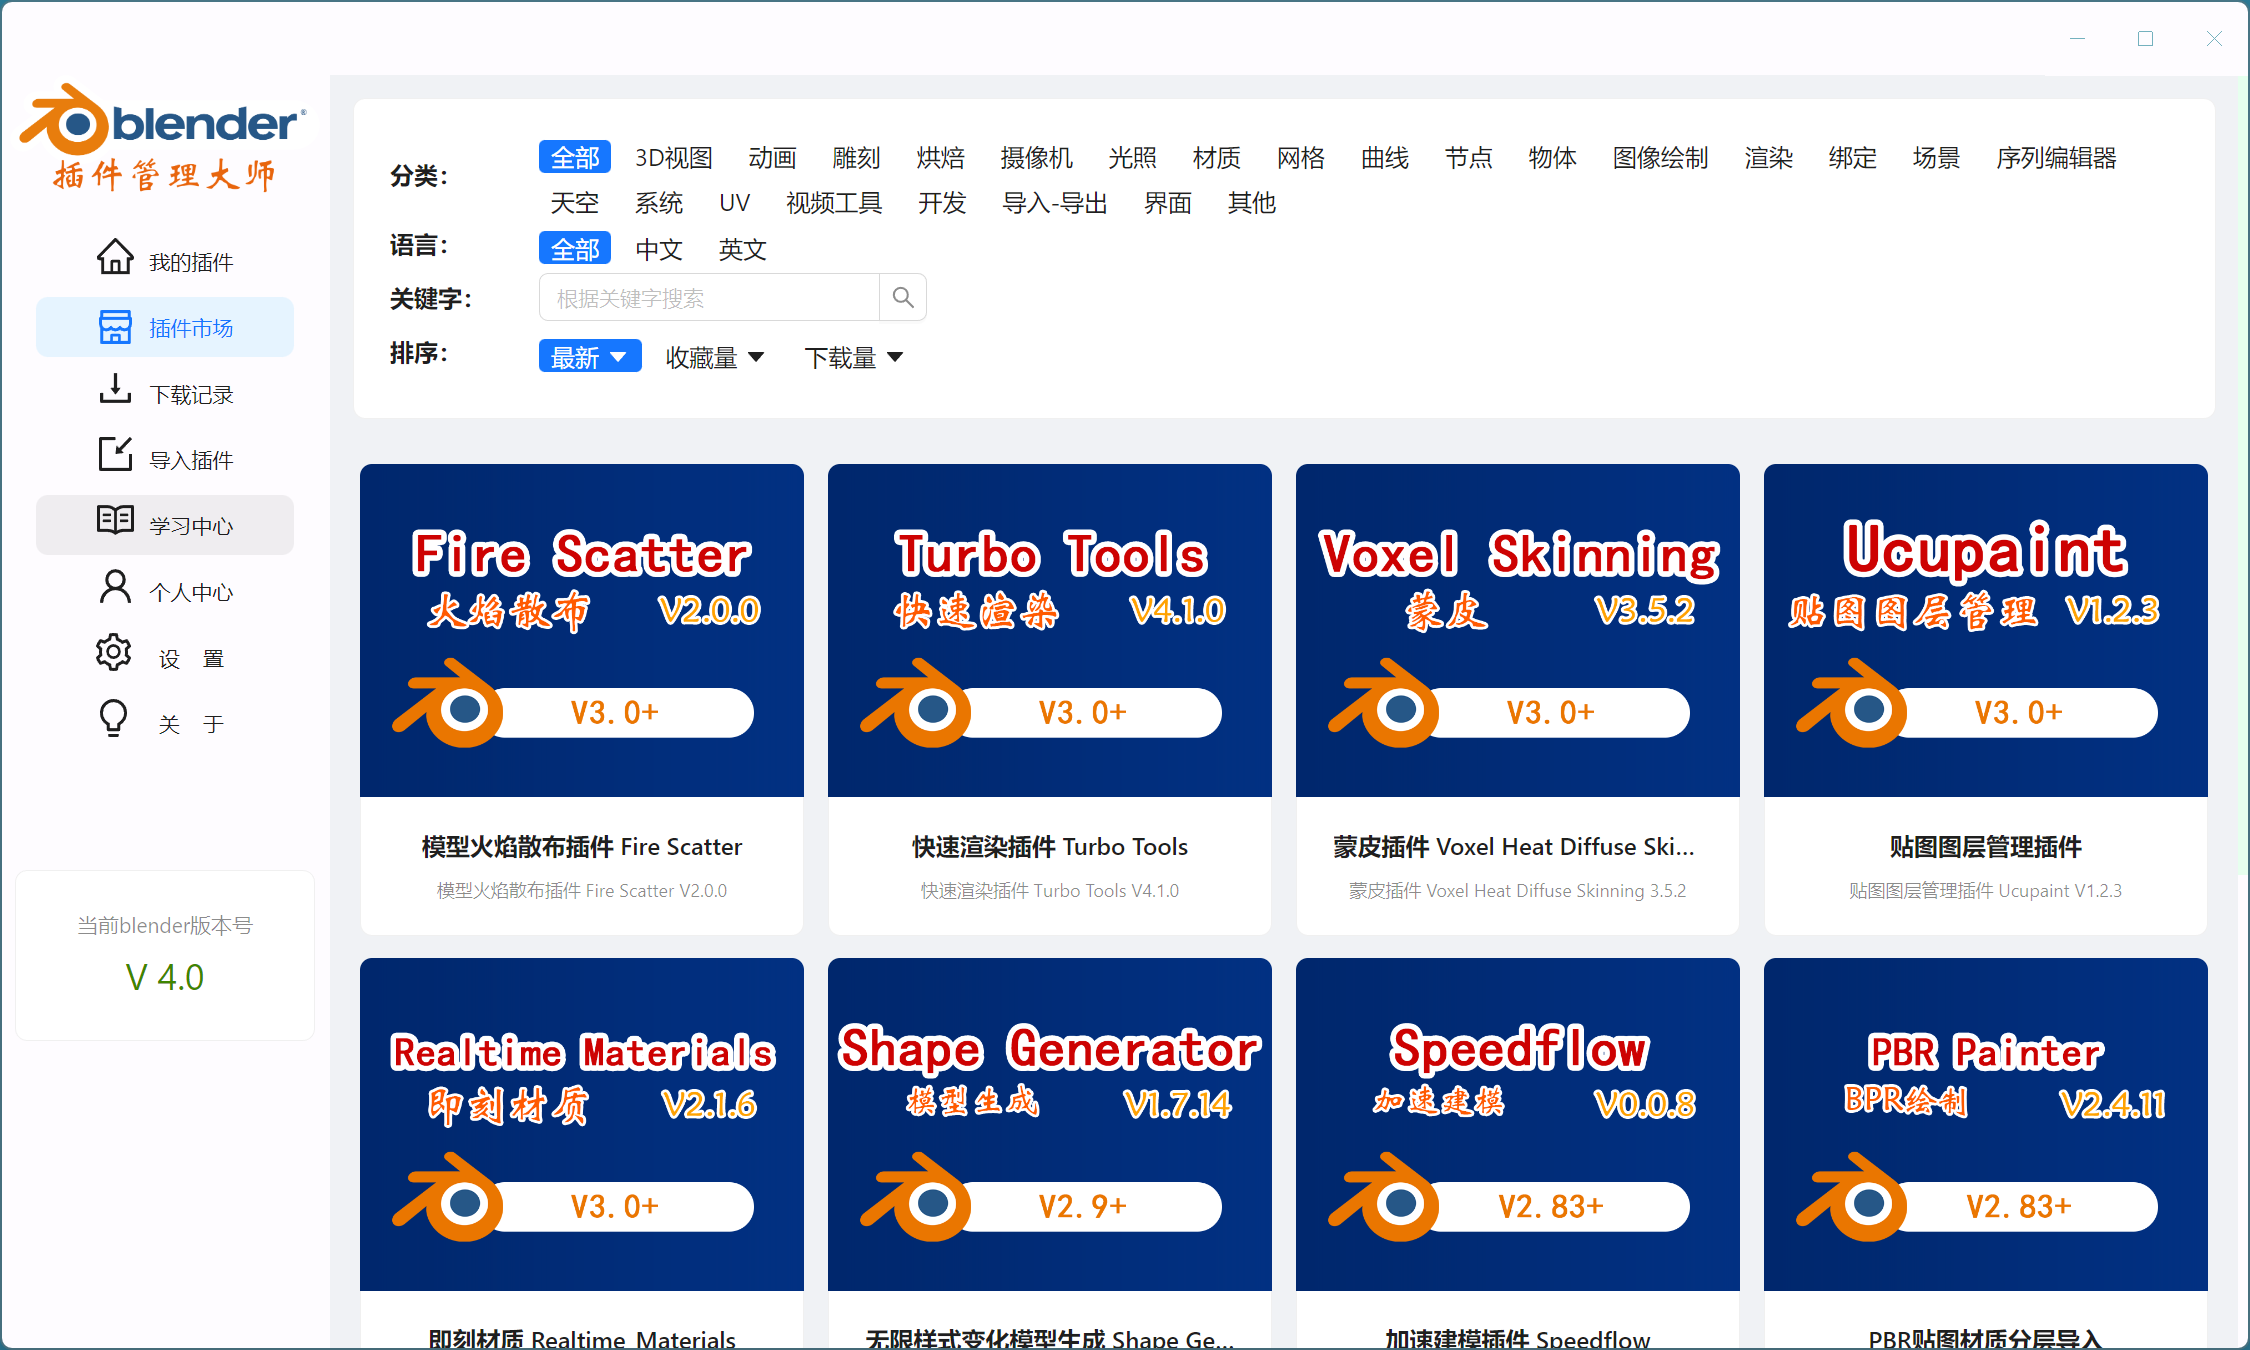 blender
插件管理大师
我的插件
插件市场
下载记录
导入插件
学习中心
个人中心
设 置
关 于
当前blender版本号
V 4.0
分类：
全部 3D视图 动画 雕刻 烘焙 摄像机 光照 材质 网格 曲线 节点 物体 图像绘制 渲染 绑定 场景 序列编辑器
天空 系统 UV 视频工具 开发 导入-导出 界面 其他
语言：
全部 中文 英文
关键字：
根据关键字搜索
排序：
最新 收藏量 下载量
Fire Scatter
火焰散布 V2.0.0
V3.0+
模型火焰散布插件 Fire Scatter
模型火焰散布插件 Fire Scatter V2.0.0
Turbo Tools
快速渲染 V4.1.0
V3.0+
快速渲染插件 Turbo Tools
快速渲染插件 Turbo Tools V4.1.0
Voxel Skinning
蒙皮 V3.5.2
V3.0+
蒙皮插件 Voxel Heat Diffuse Ski...
蒙皮插件 Voxel Heat Diffuse Skinning 3.5.2
Ucupaint
贴图图层管理 V1.2.3
V3.0+
贴图图层管理插件
贴图图层管理插件 Ucupaint V1.2.3
Realtime Materials
即刻材质 V2.1.6
V3.0+
即刻材质 Realtime Materials
Shape Generator
模型生成 V1.7.14
V2.9+
无限样式变化模型生成 Shape Ge...
Speedflow
加速建模 V0.0.8
V2.83+
加速建模插件 Speedflow
PBR Painter
BPR绘制 V2.4.11
V2.83+
PBR贴图材质分层导入